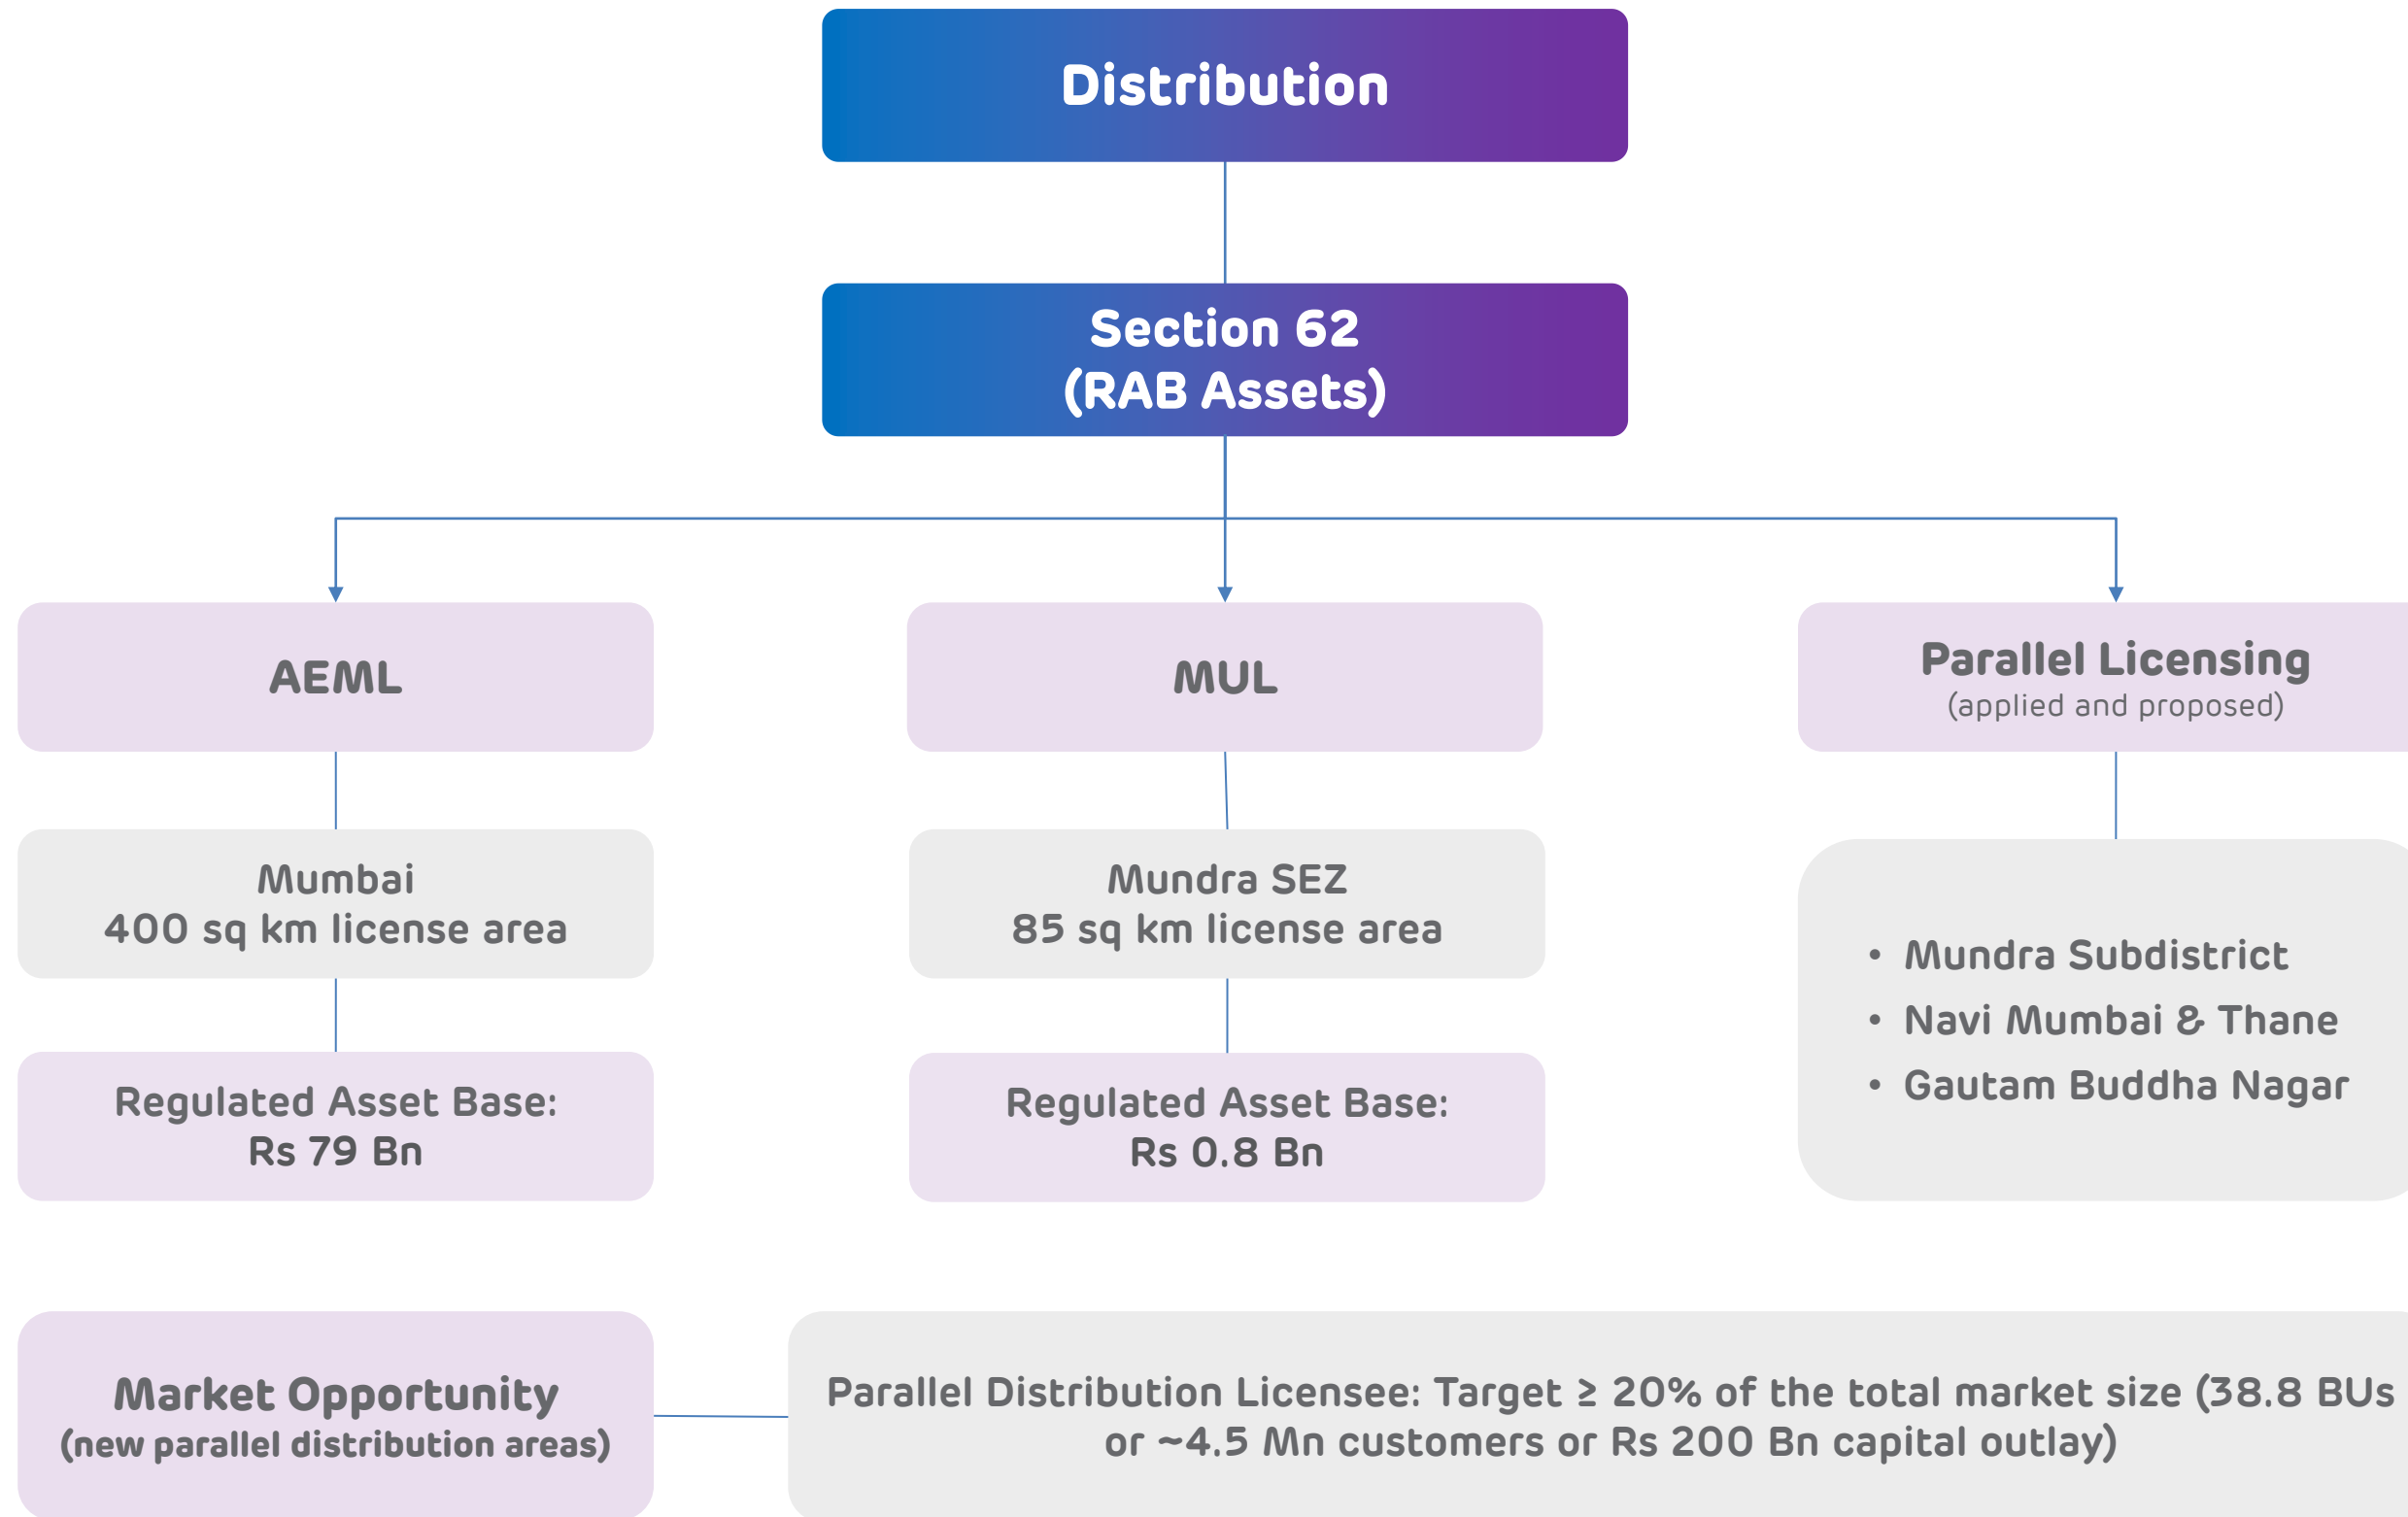 Distribution
Section 62
(RAB Assets)
AEML
MUL
Parallel Licensing
(applied and proposed)
Mumbai
400 sq km license area
Mundra SEZ
85 sq km license area
• Mundra Subdistrict
• Navi Mumbai & Thane
• Gautam Buddha Nagar
Regulated Asset Base:
Rs 79 Bn
Regulated Asset Base:
Rs 0.8 Bn
Market Opportunity
(new parallel distribution areas)
Parallel Distribution Licensee: Target ≥ 20% of the total market size (38.8 BUs
or ~4.5 Mn customers or Rs 200 Bn capital outlay)